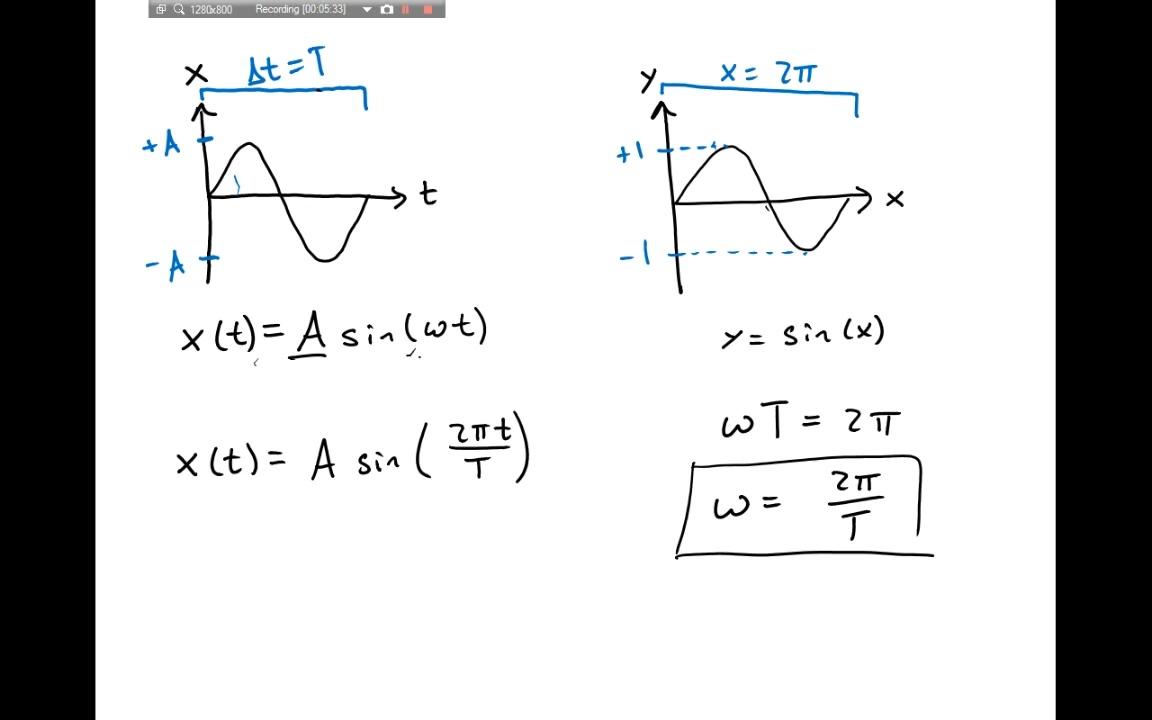 1280x800 Recording [00:05:33]
x Δt = T
+A
t
-A
x(t) = A sin(ωt)
x(t) = A sin(2πt/T)
y x = 2π
+1
x
-1
y = sin(x)
ωT = 2π
ω = 2π/T